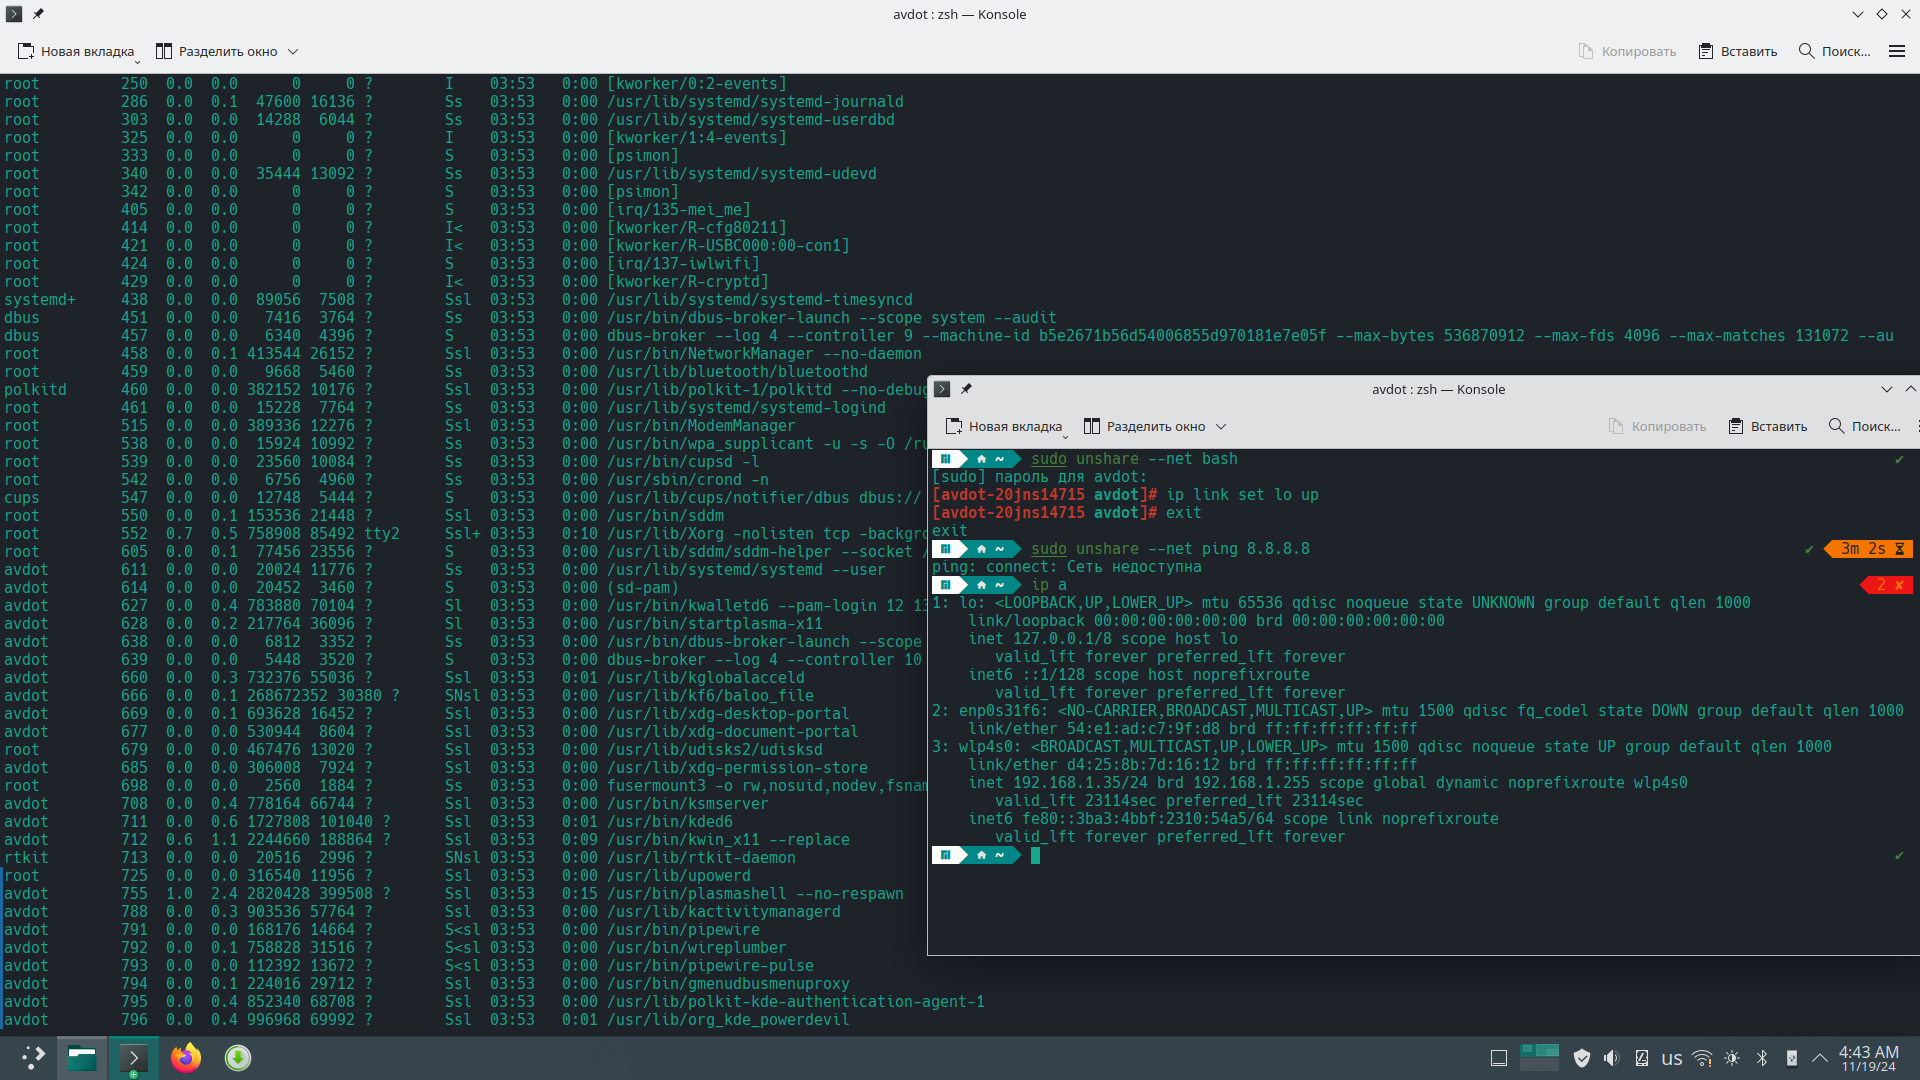 avdot : zsh — Konsole
Новая вкладка Разделить окно Копировать Вставить Поиск...
root 250 0.0 0.0 0 0 ? I 03:53 0:00 [kworker/0:2-events]
root 286 0.0 0.1 47600 16136 ? Ss 03:53 0:00 /usr/lib/systemd/systemd-journald
root 303 0.0 0.0 14288 6044 ? Ss 03:53 0:00 /usr/lib/systemd/systemd-userdbd
root 325 0.0 0.0 0 0 ? I 03:53 0:00 [kworker/1:4-events]
root 333 0.0 0.0 0 0 ? S 03:53 0:00 [psimon]
root 340 0.0 0.0 35444 13092 ? Ss 03:53 0:00 /usr/lib/systemd/systemd-udevd
root 342 0.0 0.0 0 0 ? S 03:53 0:00 [psimon]
root 405 0.0 0.0 0 0 ? S 03:53 0:00 [irq/135-mei_me]
root 414 0.0 0.0 0 0 ? I< 03:53 0:00 [kworker/R-cfg80211]
root 421 0.0 0.0 0 0 ? I< 03:53 0:00 [kworker/R-USBC000:00-con1]
root 424 0.0 0.0 0 0 ? S 03:53 0:00 [irq/137-iwlwifi]
root 429 0.0 0.0 0 0 ? I< 03:53 0:00 [kworker/R-cryptd]
systemd+ 438 0.0 0.0 89056 7508 ? Ssl 03:53 0:00 /usr/lib/systemd/systemd-timesyncd
dbus 451 0.0 0.0 7416 3764 ? Ss 03:53 0:00 /usr/bin/dbus-broker-launch --scope system --audit
dbus 457 0.0 0.0 6340 4396 ? S 03:53 0:00 dbus-broker --log 4 --controller 9 --machine-id b5e2671b56d54006855d970181e7e05f --max-bytes 536870912 --max-fds 4096 --max-matches 131072 --au
root 458 0.0 0.1 413544 26152 ? Ssl 03:53 0:00 /usr/bin/NetworkManager --no-daemon
root 459 0.0 0.0 9668 5460 ? Ss 03:53 0:00 /usr/lib/bluetooth/bluetoothd
polkitd 460 0.0 0.0 382152 10176 ? Ssl 03:53 0:00 /usr/lib/polkit-1/polkitd --no-debug
root 461 0.0 0.0 15228 7764 ? Ss 03:53 0:00 /usr/lib/systemd/systemd-logind
root 515 0.0 0.0 389336 12276 ? Ssl 03:53 0:00 /usr/bin/ModemManager
root 538 0.0 0.0 15924 10992 ? Ss 03:53 0:00 /usr/bin/wpa_supplicant -u -s -O /ru
root 539 0.0 0.0 23560 10084 ? Ss 03:53 0:00 /usr/bin/cupsd -l
root 542 0.0 0.0 6756 4960 ? Ss 03:53 0:00 /usr/sbin/crond -n
cups 547 0.0 0.0 12748 5444 ? S 03:53 0:00 /usr/lib/cups/notifier/dbus dbus://
root 550 0.0 0.1 153536 21448 ? Ssl 03:53 0:00 /usr/bin/sddm
root 552 0.7 0.5 758908 85492 tty2 Ssl+ 03:53 0:10 /usr/lib/Xorg -nolisten tcp -backgro
root 605 0.0 0.1 77456 23556 ? S 03:53 0:00 /usr/lib/sddm/sddm-helper --socket /
avdot 611 0.0 0.0 20024 11776 ? Ss 03:53 0:00 /usr/lib/systemd/systemd --user
avdot 614 0.0 0.0 20452 3460 ? S 03:53 0:00 (sd-pam)
avdot 627 0.0 0.4 783880 70104 ? Sl 03:53 0:00 /usr/bin/kwalletd6 --pam-login 12 13
avdot 628 0.0 0.2 217764 36096 ? Sl 03:53 0:00 /usr/bin/startplasma-x11
avdot 638 0.0 0.0 6812 3352 ? Ss 03:53 0:00 /usr/bin/dbus-broker-launch --scope
avdot 639 0.0 0.0 5448 3520 ? S 03:53 0:00 dbus-broker --log 4 --controller 10
avdot 660 0.0 0.3 732376 55036 ? Ssl 03:53 0:01 /usr/lib/kglobalacceld
avdot 666 0.0 0.1 268672352 30380 ? SNsl 03:53 0:00 /usr/lib/kf6/baloo_file
avdot 669 0.0 0.1 693628 16452 ? Ssl 03:53 0:00 /usr/lib/xdg-desktop-portal
avdot 677 0.0 0.0 530944 8604 ? Ssl 03:53 0:00 /usr/lib/xdg-document-portal
root 679 0.0 0.0 467476 13020 ? Ssl 03:53 0:00 /usr/lib/udisks2/udisksd
avdot 685 0.0 0.0 306008 7924 ? Ssl 03:53 0:00 /usr/lib/xdg-permission-store
root 698 0.0 0.0 2560 1884 ? Ss 03:53 0:00 fusermount3 -o rw,nosuid,nodev,fsnam
avdot 708 0.0 0.4 778164 66744 ? Ssl 03:53 0:00 /usr/bin/ksmserver
avdot 711 0.0 0.6 1727808 101040 ? Ssl 03:53 0:01 /usr/bin/kded6
avdot 712 0.6 1.1 2244660 188864 ? Ssl 03:53 0:09 /usr/bin/kwin_x11 --replace
rtkit 713 0.0 0.0 20516 2996 ? SNsl 03:53 0:00 /usr/lib/rtkit-daemon
root 725 0.0 0.0 316540 11956 ? Ssl 03:53 0:00 /usr/lib/upowerd
avdot 755 1.0 2.4 2820428 399508 ? Ssl 03:53 0:15 /usr/bin/plasmashell --no-respawn
avdot 788 0.0 0.3 903536 57764 ? Ssl 03:53 0:00 /usr/lib/kactivitymanagerd
avdot 791 0.0 0.0 168176 14664 ? S<sl 03:53 0:00 /usr/bin/pipewire
avdot 792 0.0 0.1 758828 31516 ? S<sl 03:53 0:00 /usr/bin/wireplumber
avdot 793 0.0 0.0 112392 13672 ? S<sl 03:53 0:00 /usr/bin/pipewire-pulse
avdot 794 0.0 0.1 224016 29712 ? Ssl 03:53 0:00 /usr/bin/gmenudbusmenuproxy
avdot 795 0.0 0.4 852340 68708 ? Ssl 03:53 0:00 /usr/lib/polkit-kde-authentication-agent-1
avdot 796 0.0 0.4 996968 69992 ? Ssl 03:53 0:01 /usr/lib/org_kde_powerdevil
avdot : zsh — Konsole
Новая вкладка Разделить окно Копировать Вставить Поиск...
~ sudo unshare --net bash ✔
[sudo] пароль для avdot:
[avdot-20jns14715 avdot]# ip link set lo up
[avdot-20jns14715 avdot]# exit
exit
~ sudo unshare --net ping 8.8.8.8 ✔ 3m 2s
ping: connect: Сеть недоступна
~ ip a 2 ✘
1: lo: <LOOPBACK,UP,LOWER_UP> mtu 65536 qdisc noqueue state UNKNOWN group default qlen 1000
link/loopback 00:00:00:00:00:00 brd 00:00:00:00:00:00
inet 127.0.0.1/8 scope host lo
valid_lft forever preferred_lft forever
inet6 ::1/128 scope host noprefixroute
valid_lft forever preferred_lft forever
2: enp0s31f6: <NO-CARRIER,BROADCAST,MULTICAST,UP> mtu 1500 qdisc fq_codel state DOWN group default qlen 1000
link/ether 54:e1:ad:c7:9f:d8 brd ff:ff:ff:ff:ff:ff
3: wlp4s0: <BROADCAST,MULTICAST,UP,LOWER_UP> mtu 1500 qdisc noqueue state UP group default qlen 1000
link/ether d4:25:8b:7d:16:12 brd ff:ff:ff:ff:ff:ff
inet 192.168.1.35/24 brd 192.168.1.255 scope global dynamic noprefixroute wlp4s0
valid_lft 23114sec preferred_lft 23114sec
inet6 fe80::3ba3:4bbf:2310:54a5/64 scope link noprefixroute
valid_lft forever preferred_lft forever
~ ✔
us 4:43 AM
11/19/24